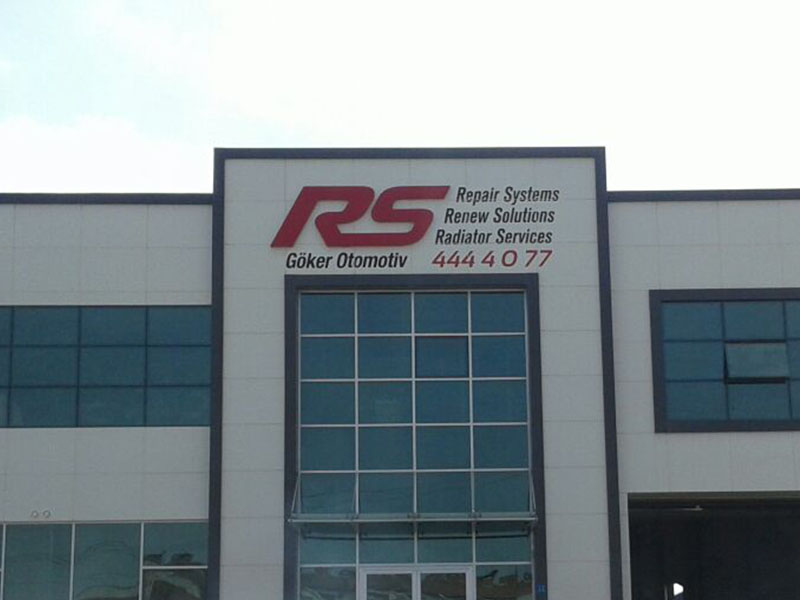 RS
Repair Systems
Renew Solutions
Radiator Services
Göker Otomotiv
444 4 0 77